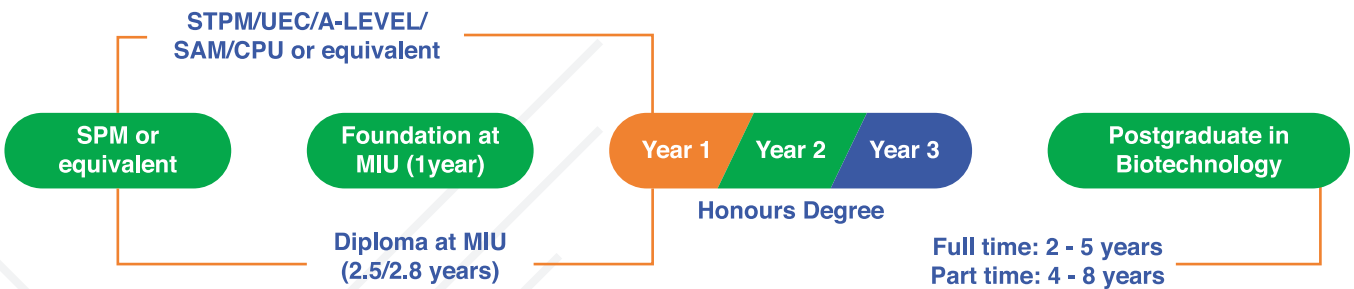 STPM/UEC/A-LEVEL/
SAM/CPU or equivalent
SPM or
equivalent
Foundation at
MIU (1year)
Year 1
Year 2
Year 3
Postgraduate in
Biotechnology
Honours Degree
Diploma at MIU
(2.5/2.8 years)
Full time: 2 - 5 years
Part time: 4 - 8 years